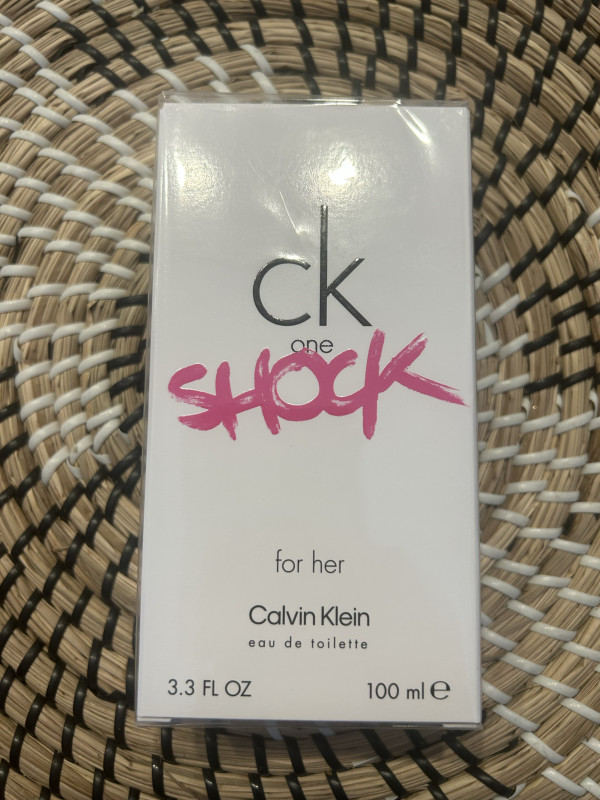 ck
one
SHOCK
for her
Calvin Klein
eau de toilette
3.3 FL OZ 100 ml ℮